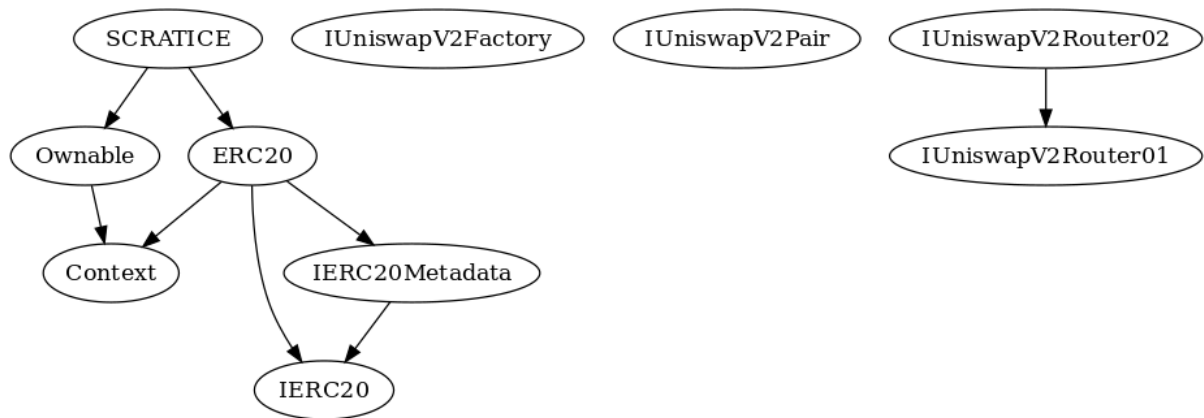 SCRATICE
IUniswapV2Factory
IUniswapV2Pair
IUniswapV2Router02
Ownable
ERC20
IUniswapV2Router01
Context
IERC20Metadata
IERC20